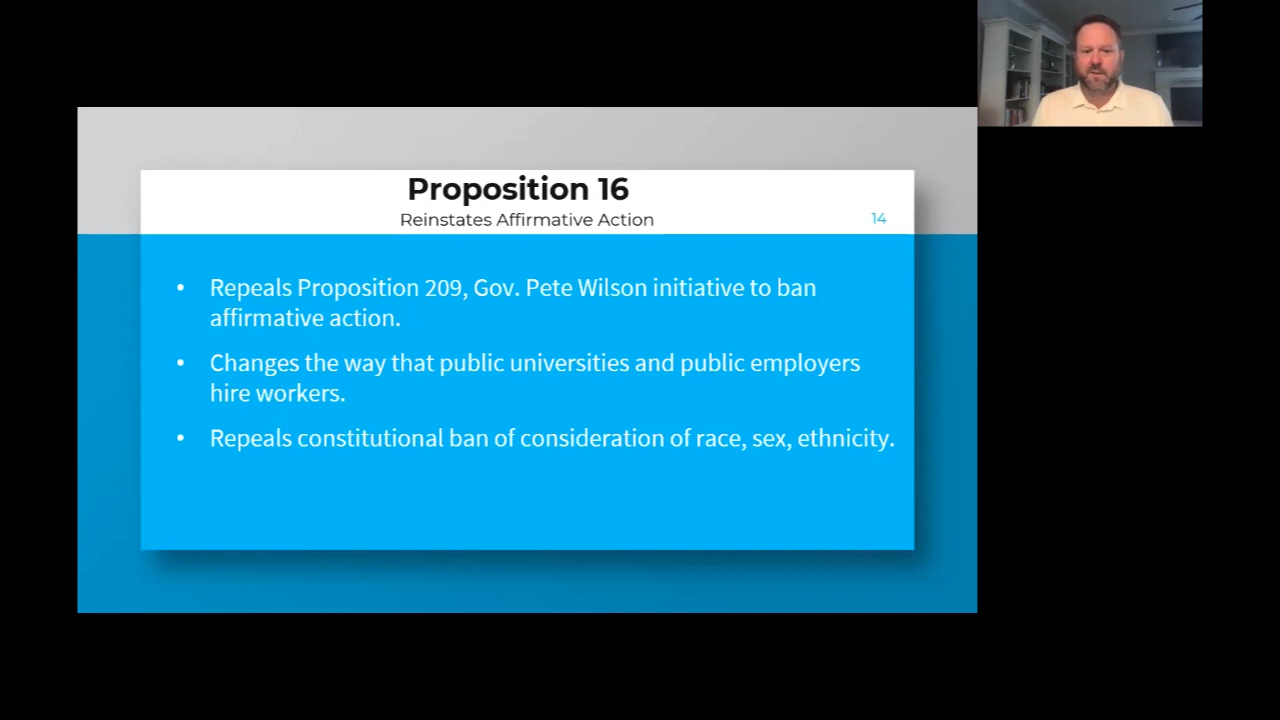 Proposition 16
Reinstates Affirmative Action
14
• Repeals Proposition 209, Gov. Pete Wilson initiative to ban
affirmative action.
• Changes the way that public universities and public employers
hire workers.
• Repeals constitutional ban of consideration of race, sex, ethnicity.